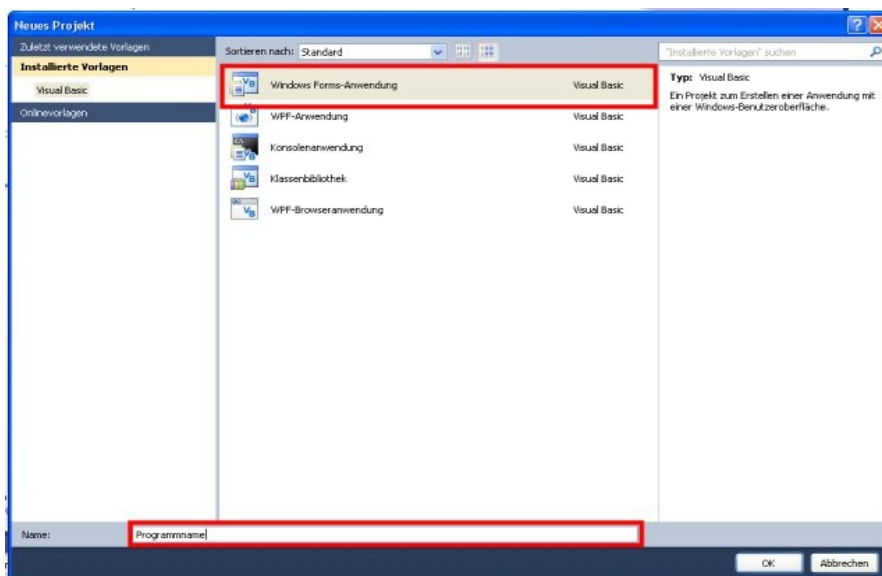 Neues Projekt
Zuletzt verwendete Vorlagen
Installierte Vorlagen
Visual Basic
Onlinevorlagen
Sortieren nach: Standard
Windows Forms-Anwendung Visual Basic
WPF-Anwendung Visual Basic
Konsolenanwendung Visual Basic
Klassenbibliothek Visual Basic
WPF-Browseranwendung Visual Basic
"Installierte Vorlagen" suchen
Typ: Visual Basic
Ein Projekt zum Erstellen einer Anwendung mit
einer Windows-Benutzeroberfläche.
Name: Programmname
OK Abbrechen